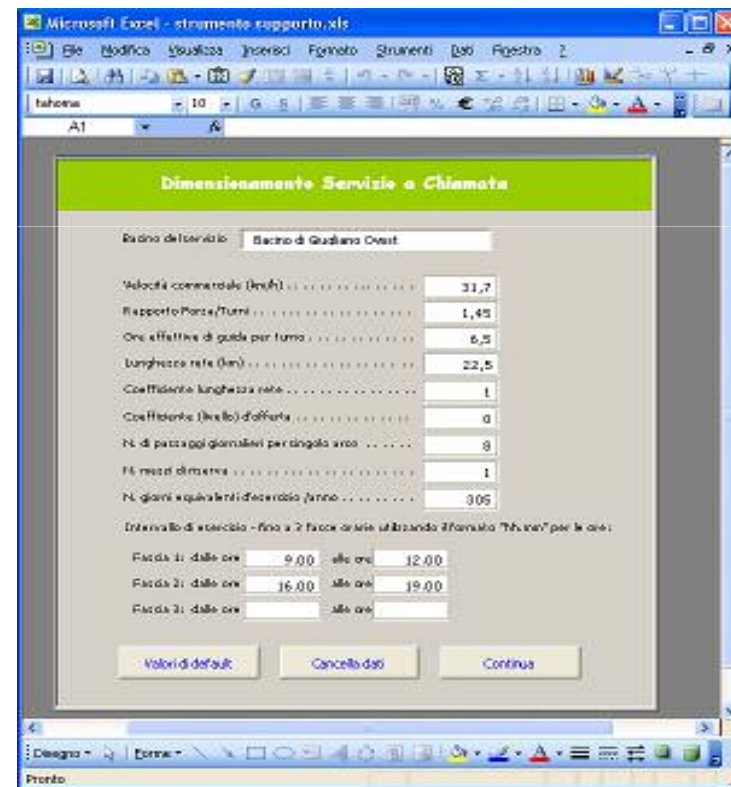 Microsoft Excel - strumento supporto.xls
File Modifica Visualizza Inserisci Formato Strumenti Dati Finestra ?
tahoma 10 G S % €
A1 fx
Dimensionamento Servizio a Chiamata
Bacino del servizio Bacino di Giugliano Ovest
Velocità commerciale (km/h) 31,7
Rapporto Forza/Turni 1,45
Ore effettive di guida per turno 6,5
Lunghezza rete (km) 22,5
Coefficiente lunghezza rete 1
Coefficiente (livello) d'offerta 0
N. di passaggi giornalieri per singolo arco 8
N. mezzi di riserva 1
N. giorni equivalenti d'esercizio /anno 305
Intervallo di esercizio - fino a 3 fasce orarie utilizzando il formato "hh.mm" per le ore:
Fascia 1: dalle ore 9.00 alle ore 12.00
Fascia 2: dalle ore 16.00 alle ore 19.00
Fascia 3: dalle ore alle ore
Valori di default Cancella dati Continua
Disegno Forme
Pronto